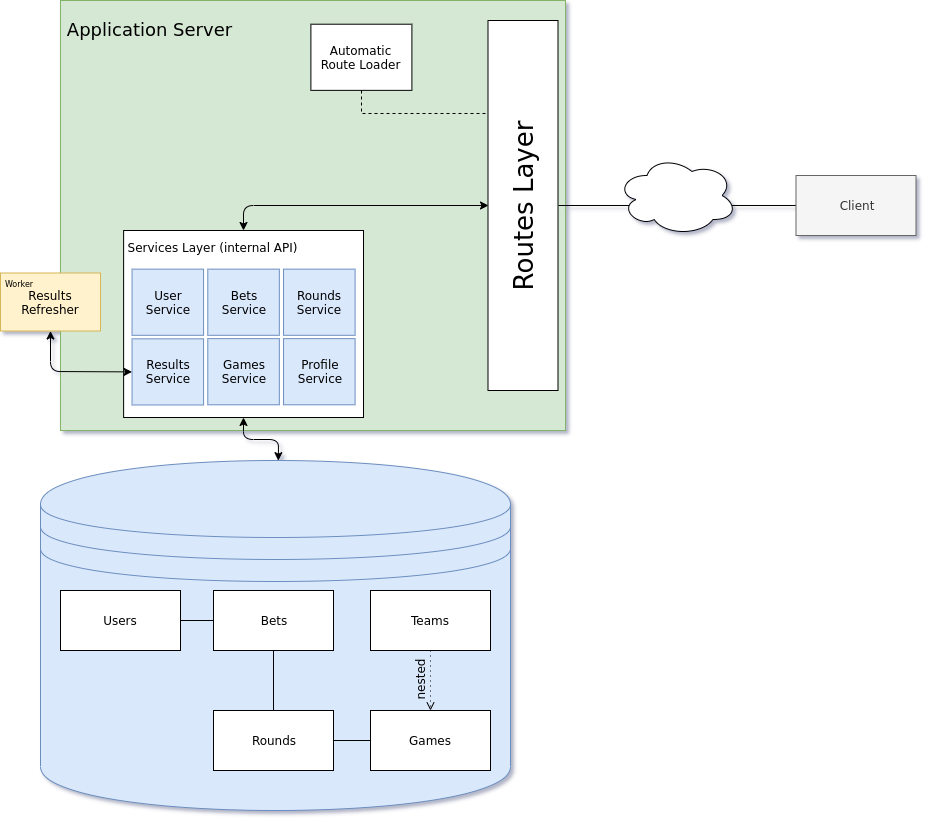 Application Server
Automatic
Route Loader
Routes Layer
Client
Services Layer (internal API)
User
Service
Bets
Service
Rounds
Service
Results
Service
Games
Service
Profile
Service
Worker
Results
Refresher
Users
Bets
Teams
nested
Rounds
Games